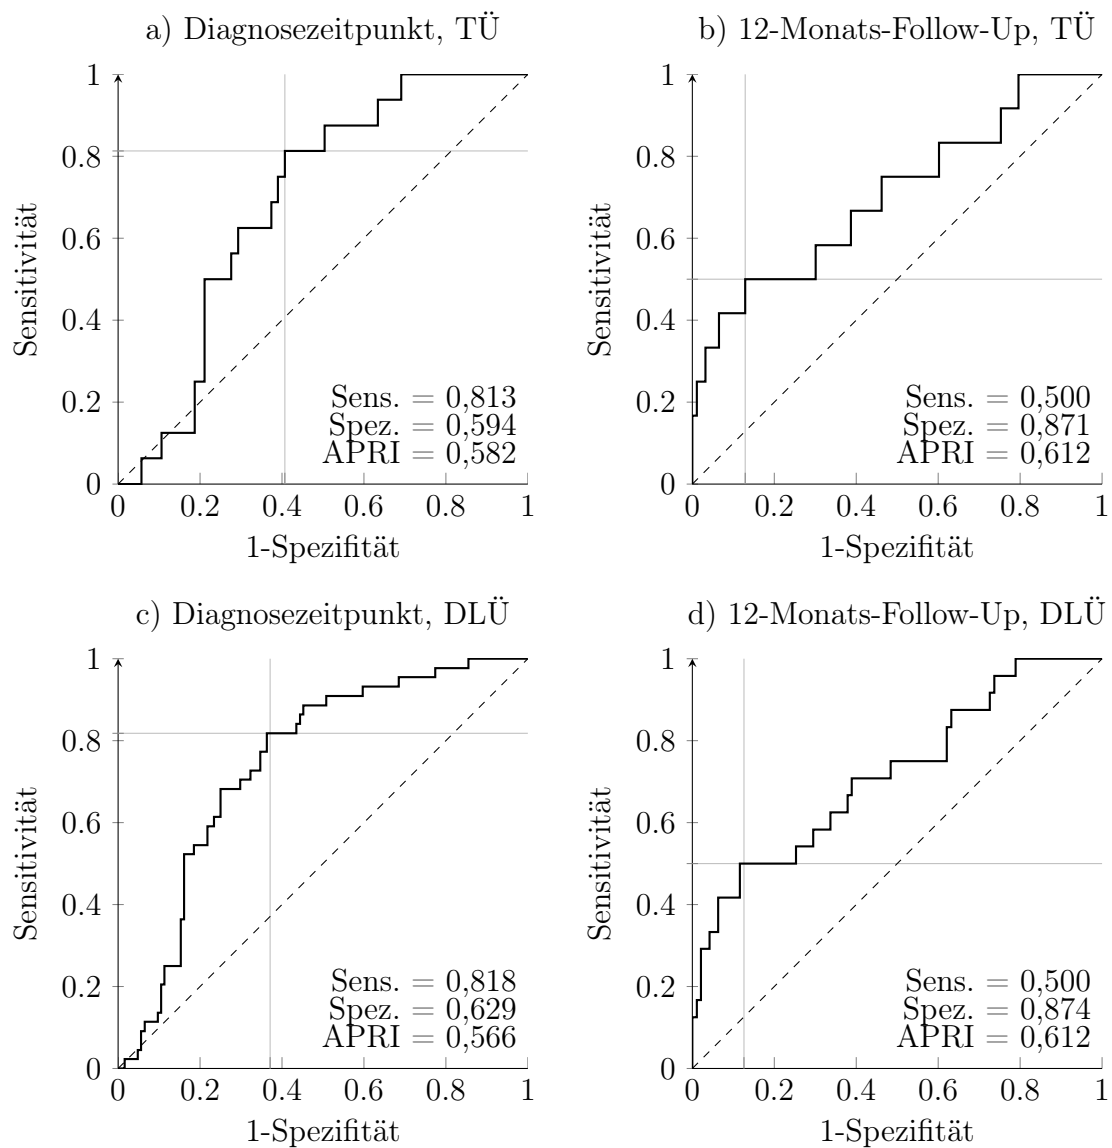 a) Diagnosezeitpunkt, TÜ
1
0.8
0.6
0.4
0.2
0
Sensitivität
Sens. = 0,813
Spez. = 0,594
APRI = 0,582
0 0.2 0.4 0.6 0.8 1
1-Spezifität
b) 12-Monats-Follow-Up, TÜ
1
0.8
0.6
0.4
0.2
0
Sensitivität
Sens. = 0,500
Spez. = 0,871
APRI = 0,612
0 0.2 0.4 0.6 0.8 1
1-Spezifität
c) Diagnosezeitpunkt, DLÜ
1
0.8
0.6
0.4
0.2
0
Sensitivität
Sens. = 0,818
Spez. = 0,629
APRI = 0,566
0 0.2 0.4 0.6 0.8 1
1-Spezifität
d) 12-Monats-Follow-Up, DLÜ
1
0.8
0.6
0.4
0.2
0
Sensitivität
Sens. = 0,500
Spez. = 0,874
APRI = 0,612
0 0.2 0.4 0.6 0.8 1
1-Spezifität